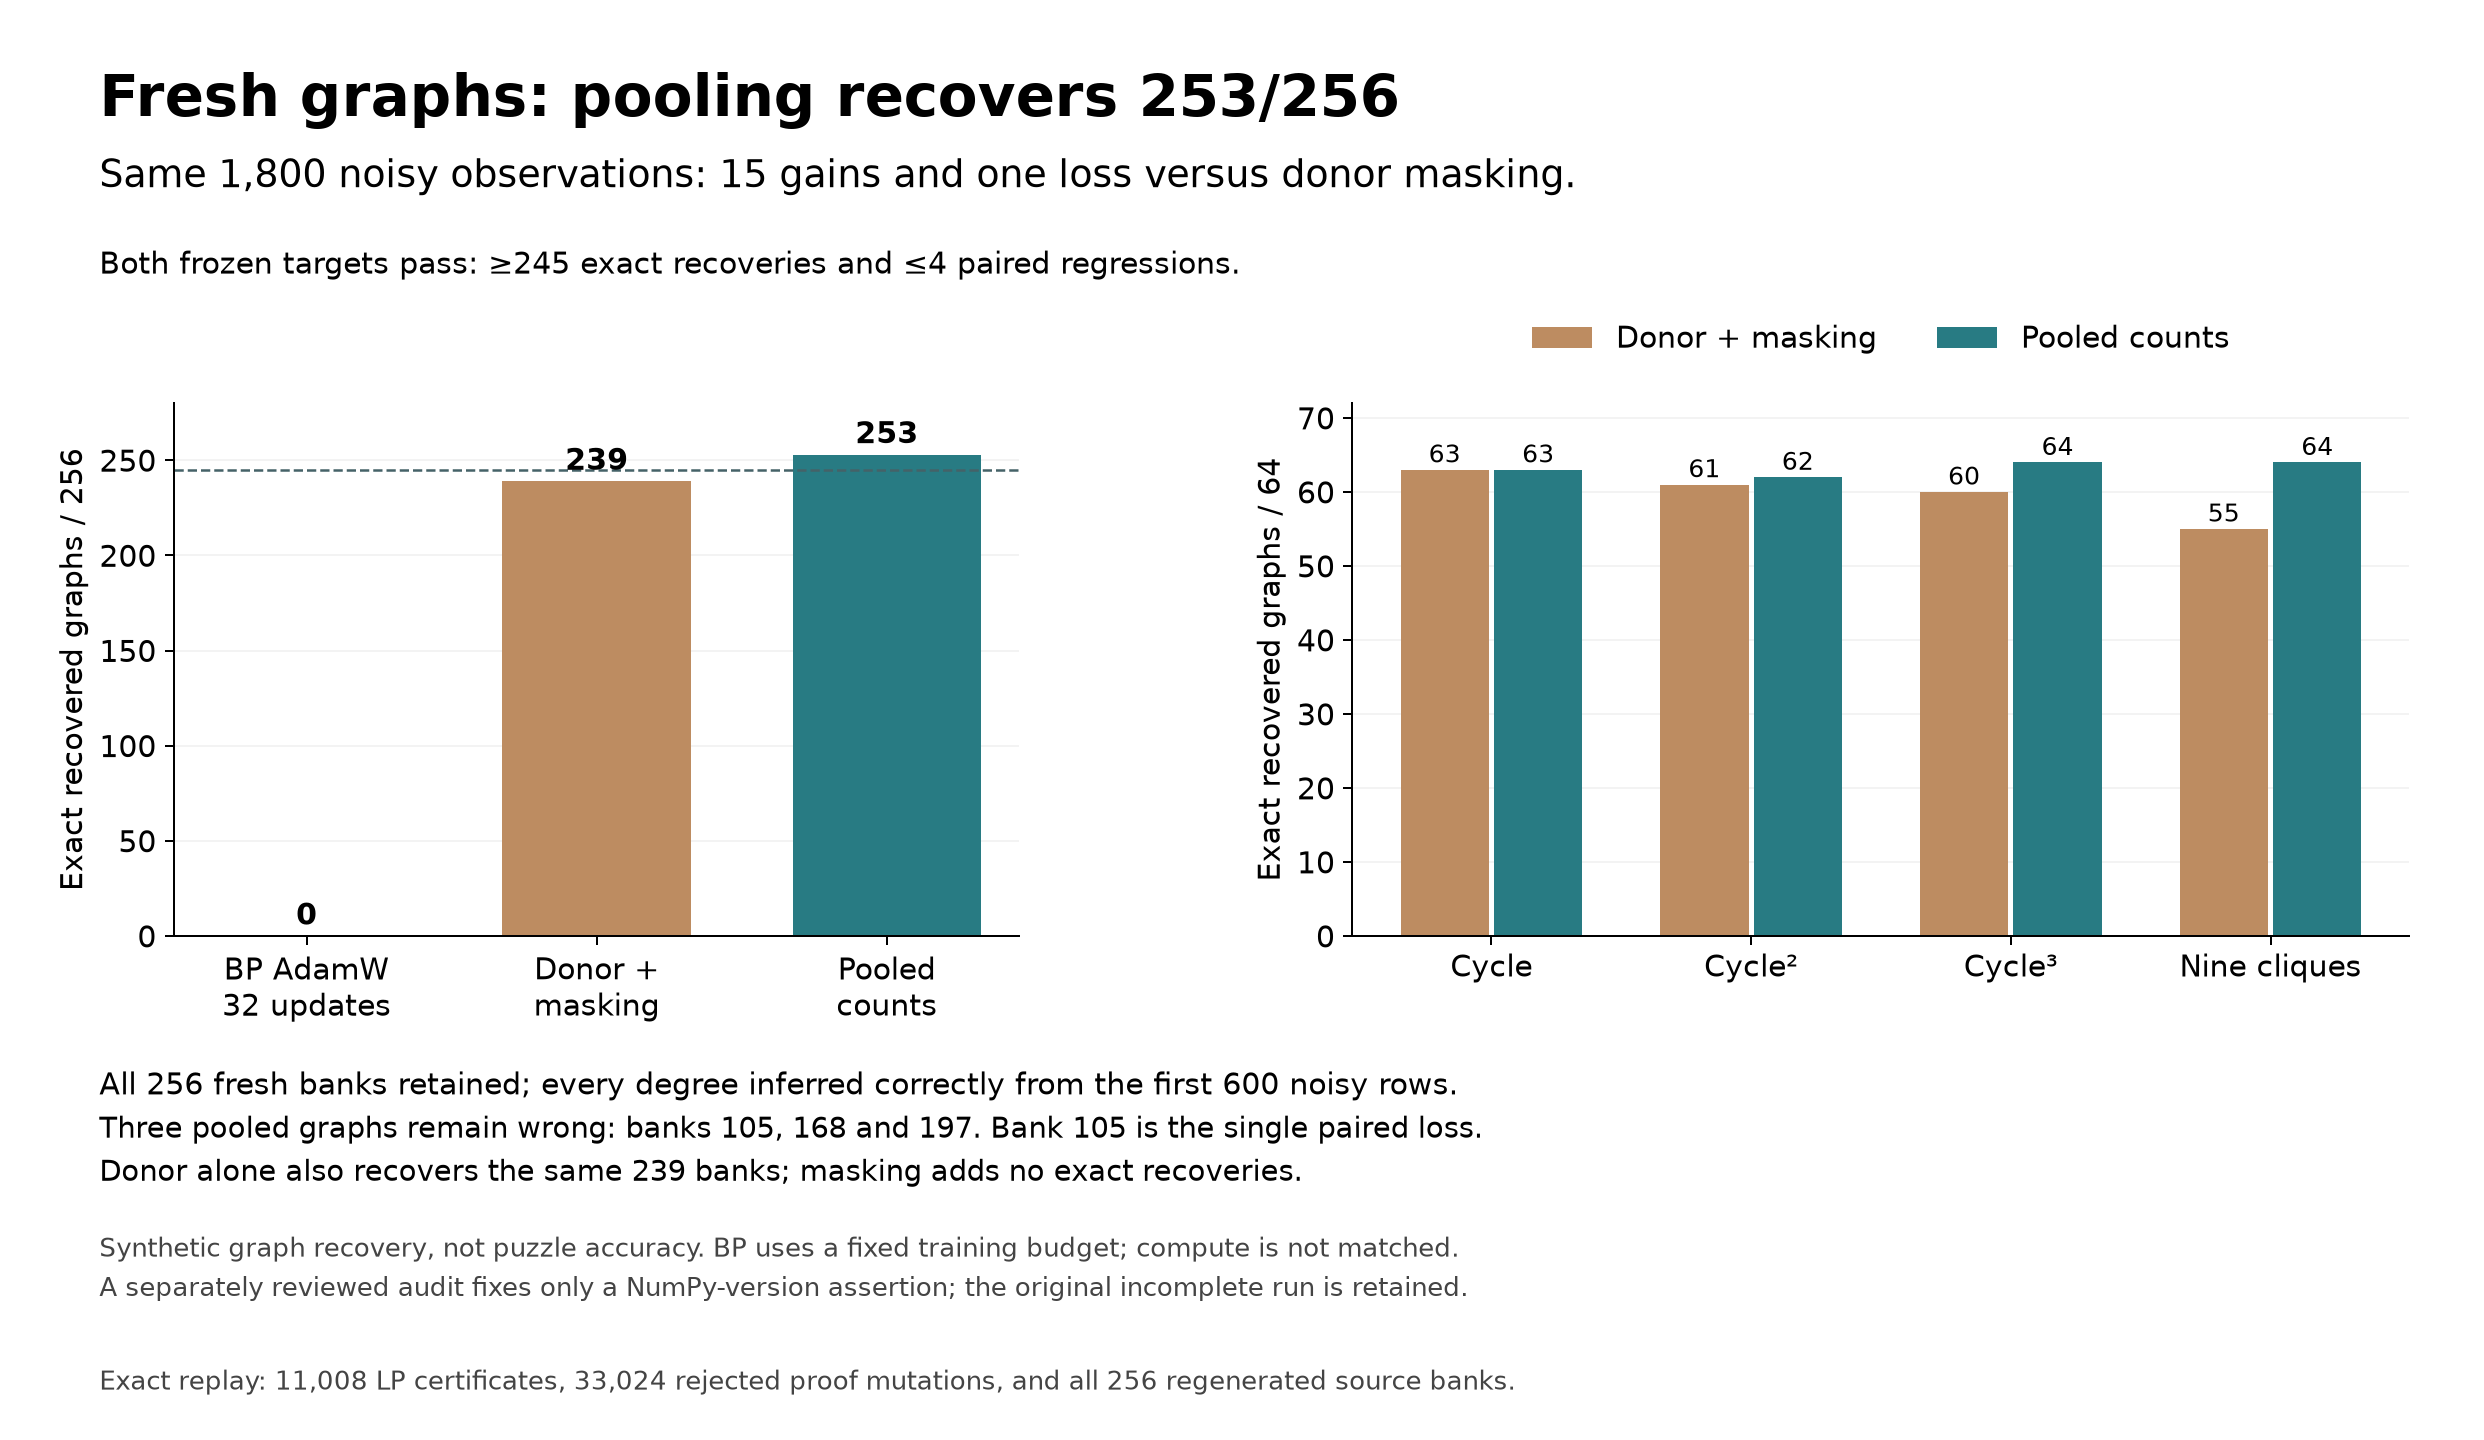 Fresh graphs: pooling recovers 253/256
Same 1,800 noisy observations: 15 gains and one loss versus donor masking.
Both frozen targets pass: ≥245 exact recoveries and ≤4 paired regressions.
Donor + masking
Pooled counts
Exact recovered graphs / 256
250
200
150
100
50
0
0
239
253
BP AdamW
32 updates
Donor +
masking
Pooled
counts
Exact recovered graphs / 64
70
60
50
40
30
20
10
0
63
63
61
62
60
64
55
64
Cycle
Cycle²
Cycle³
Nine cliques
All 256 fresh banks retained; every degree inferred correctly from the first 600 noisy rows.
Three pooled graphs remain wrong: banks 105, 168 and 197. Bank 105 is the single paired loss.
Donor alone also recovers the same 239 banks; masking adds no exact recoveries.
Synthetic graph recovery, not puzzle accuracy. BP uses a fixed training budget; compute is not matched.
A separately reviewed audit fixes only a NumPy-version assertion; the original incomplete run is retained.
Exact replay: 11,008 LP certificates, 33,024 rejected proof mutations, and all 256 regenerated source banks.